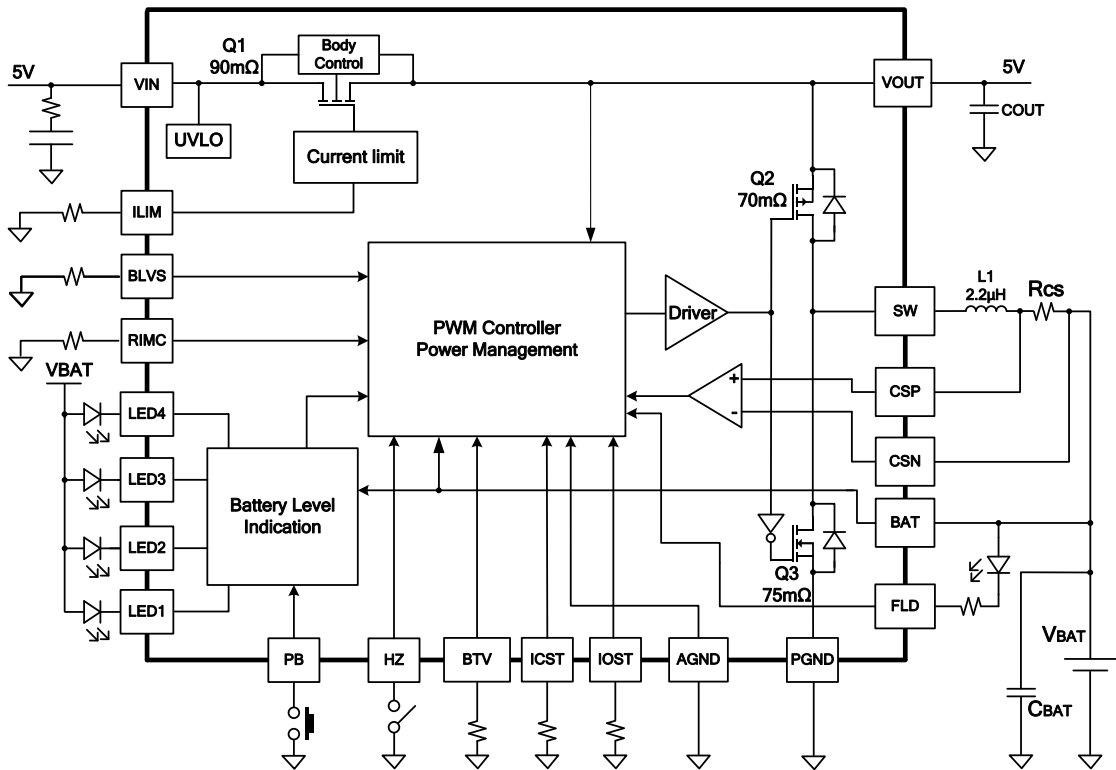 Q1
90mΩ
Body
Control
5V
VIN
VOUT
5V
UVLO
COUT
Current limit
Q2
70mΩ
ILIM
BLVS
L1
2.2µH
RCS
SW
PWM Controller
Power Management
Driver
RIMC
VBAT
CSP
+
-
LED4
CSN
LED3
Battery Level
Indication
BAT
LED2
Q3
75mΩ
LED1
FLD
VBAT
PB
HZ
BTV
ICST
IOST
AGND
PGND
CBAT